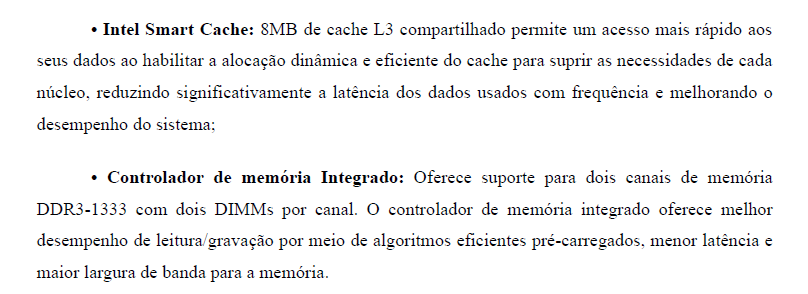 • Intel Smart Cache: 8MB de cache L3 compartilhado permite um acesso mais rápido aos
seus dados ao habilitar a alocação dinâmica e eficiente do cache para suprir as necessidades de cada
núcleo, reduzindo significativamente a latência dos dados usados com frequência e melhorando o
desempenho do sistema;
• Controlador de memória Integrado: Oferece suporte para dois canais de memória
DDR3-1333 com dois DIMMs por canal. O controlador de memória integrado oferece melhor
desempenho de leitura/gravação por meio de algoritmos eficientes pré-carregados, menor latência e
maior largura de banda para a memória.